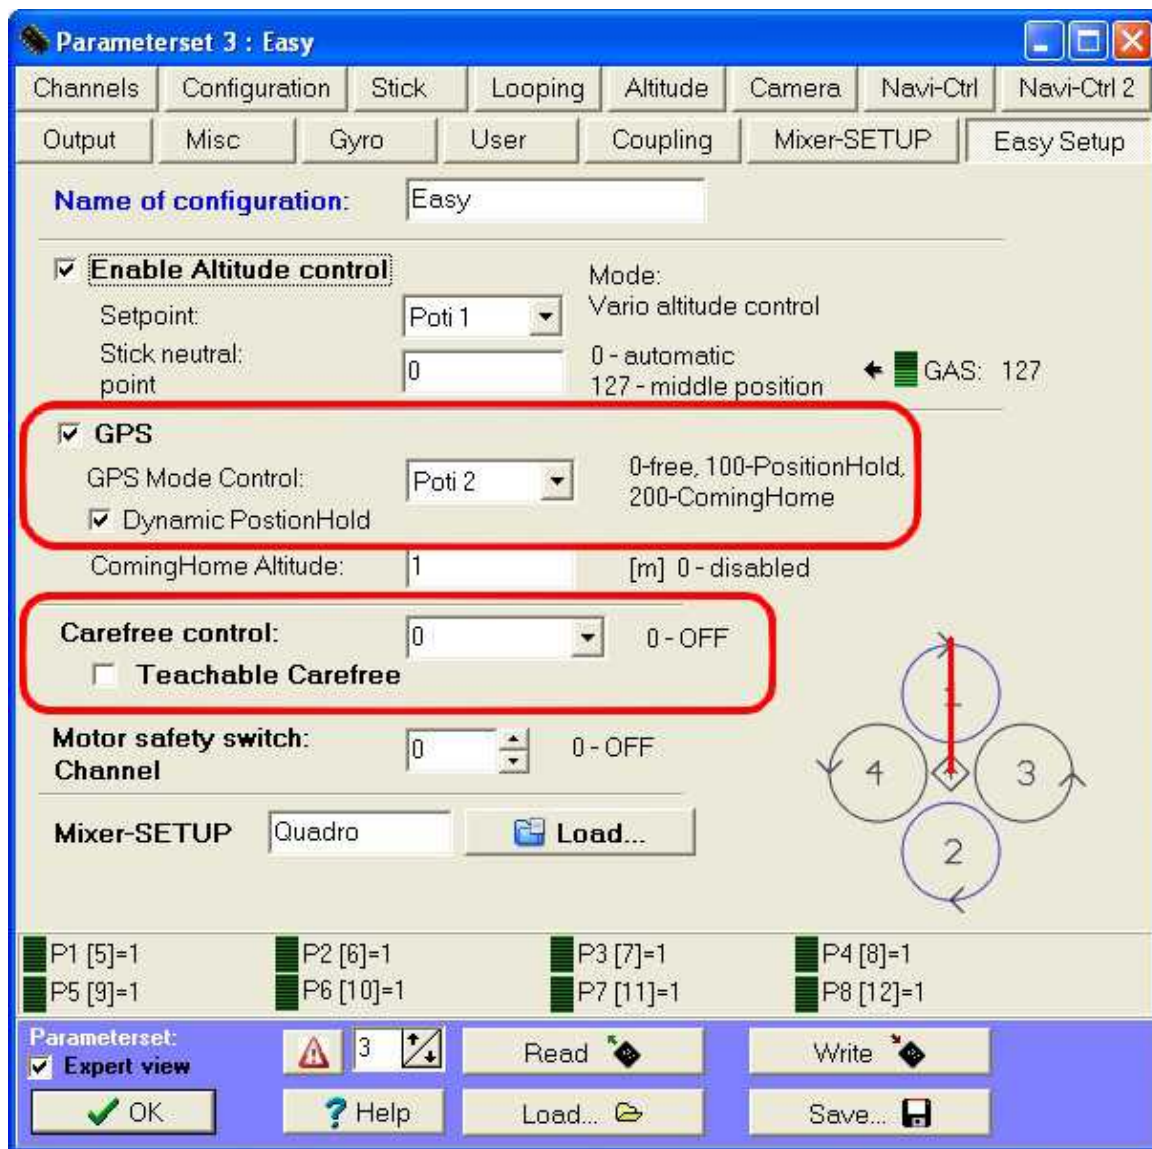 Parameterset 3 : Easy
Channels Configuration Stick Looping Altitude Camera Navi-Ctrl Navi-Ctrl 2
Output Misc Gyro User Coupling Mixer-SETUP Easy Setup
Name of configuration: Easy
Enable Altitude control
Mode:
Vario altitude control
Setpoint: Poti 1
Stick neutral:
point
0
0 - automatic
127 - middle position
GAS: 127
GPS
GPS Mode Control: Poti 2
0-free, 100-PositionHold,
200-ComingHome
Dynamic PostionHold
ComingHome Altitude: 1 [m] 0 - disabled
Carefree control: 0 0 - OFF
Teachable Carefree
Motor safety switch:
Channel
0 0 - OFF
Mixer-SETUP Quadro Load...
1
4 3
2
P1 [5]=1 P2 [6]=1 P3 [7]=1 P4 [8]=1
P5 [9]=1 P6 [10]=1 P7 [11]=1 P8 [12]=1
Parameterset:
Expert view
3 Read Write
OK Help Load... Save...